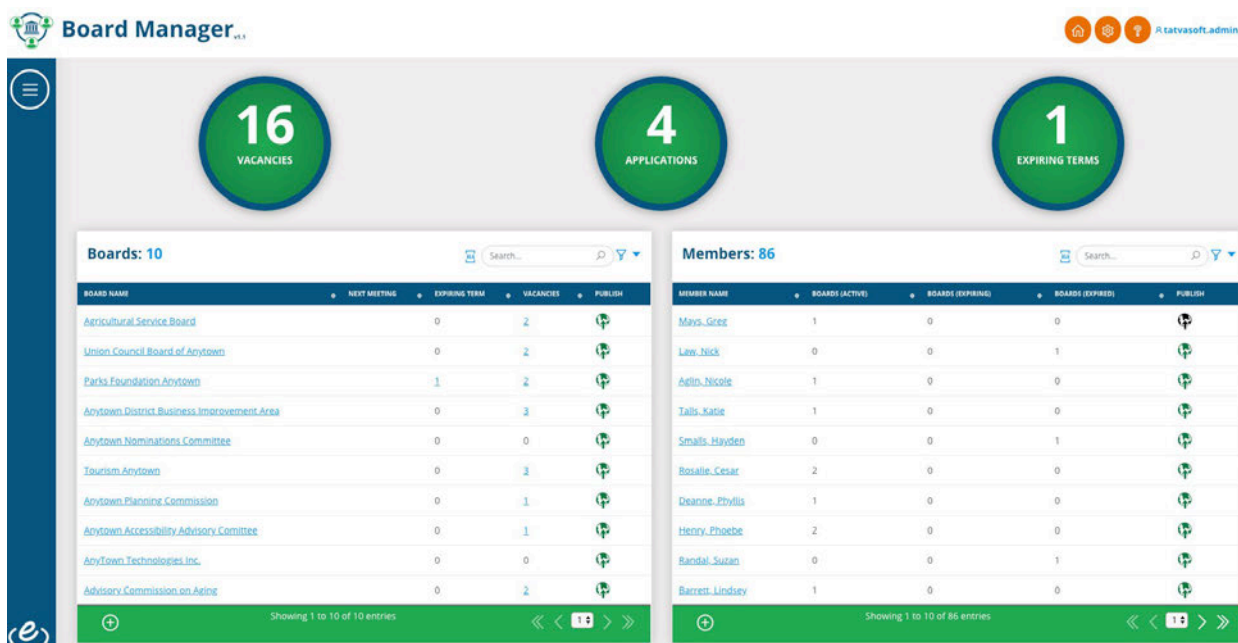 Board Manager v1.1
tatvasoft.admin
16
VACANCIES
4
APPLICATIONS
1
EXPIRING TERMS
Boards: 10
Search...
BOARD NAME NEXT MEETING EXPIRING TERM VACANCIES PUBLISH
Agricultural Service Board 0 2
Union Council Board of Anytown 0 2
Parks Foundation Anytown 1 2
Anytown District Business Improvement Area 0 3
Anytown Nominations Committee 0 0
Tourism Anytown 0 3
Anytown Planning Commission 0 1
Anytown Accessibility Advisory Comittee 0 1
AnyTown Technologies Inc. 0 0
Advisory Commission on Aging 0 2
Showing 1 to 10 of 10 entries
1
Members: 86
Search...
MEMBER NAME BOARDS (ACTIVE) BOARDS (EXPIRING) BOARDS (EXPIRED) PUBLISH
Mays, Greg 1 0 0
Law, Nick 0 0 1
Aglin, Nicole 1 0 0
Talls, Katie 1 0 0
Smalls, Hayden 0 0 1
Rosalie, Cesar 2 0 0
Deanne, Phyllis 1 0 0
Henry, Phoebe 2 0 0
Randal, Suzan 0 0 1
Barrett, Lindsey 1 0 0
Showing 1 to 10 of 86 entries
1
e